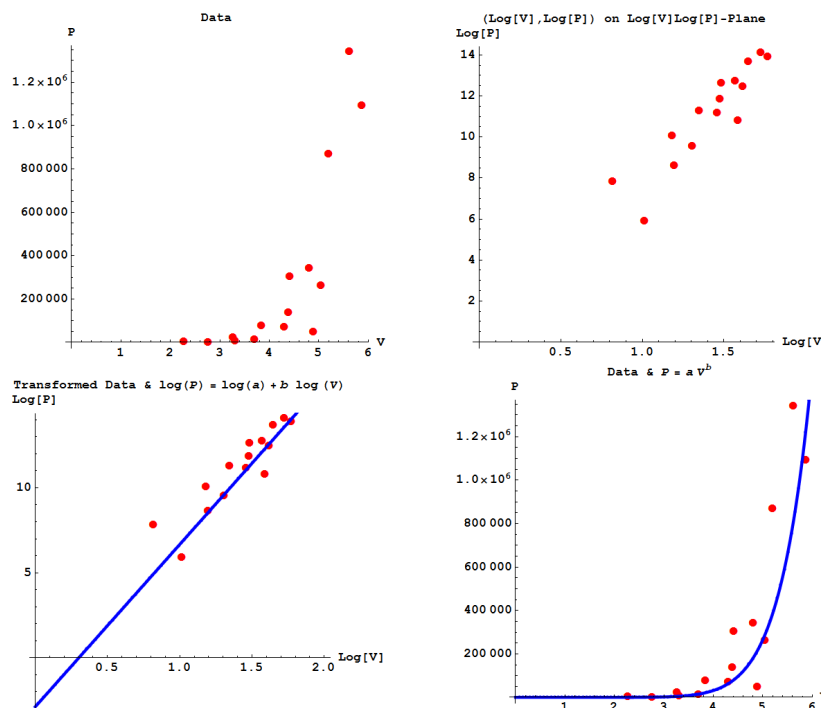 Data
P
1.2×10^6
1.0×10^6
800 000
600 000
400 000
200 000
1 2 3 4 5 6
V
(Log[V],Log[P]) on Log[V]Log[P]-Plane
Log[P]
14
12
10
8
6
4
2
0.5 1.0 1.5
Log[V
Transformed Data & log(P) = log(a) + b log (V)
Log[P]
10
5
0.5 1.0 1.5 2.0
Log[V]
Data & P = a V^b
P
1.2×10^6
1.0×10^6
800 000
600 000
400 000
200 000
1 2 3 4 5 6